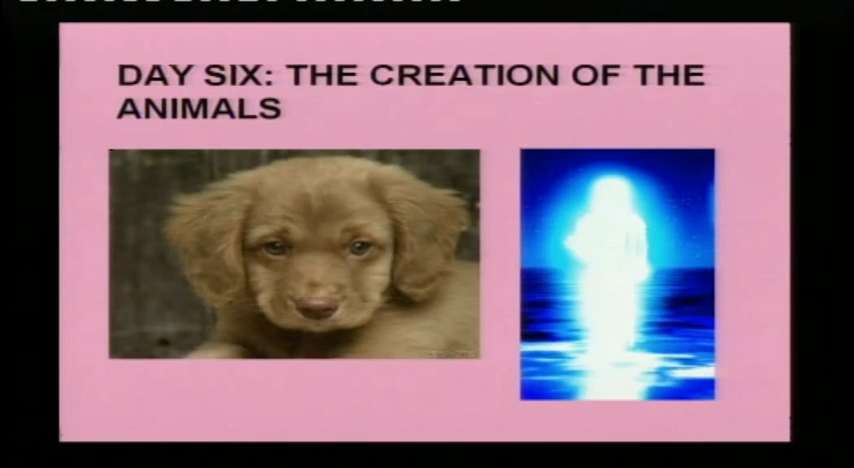 DAY SIX: THE CREATION OF THE
ANIMALS